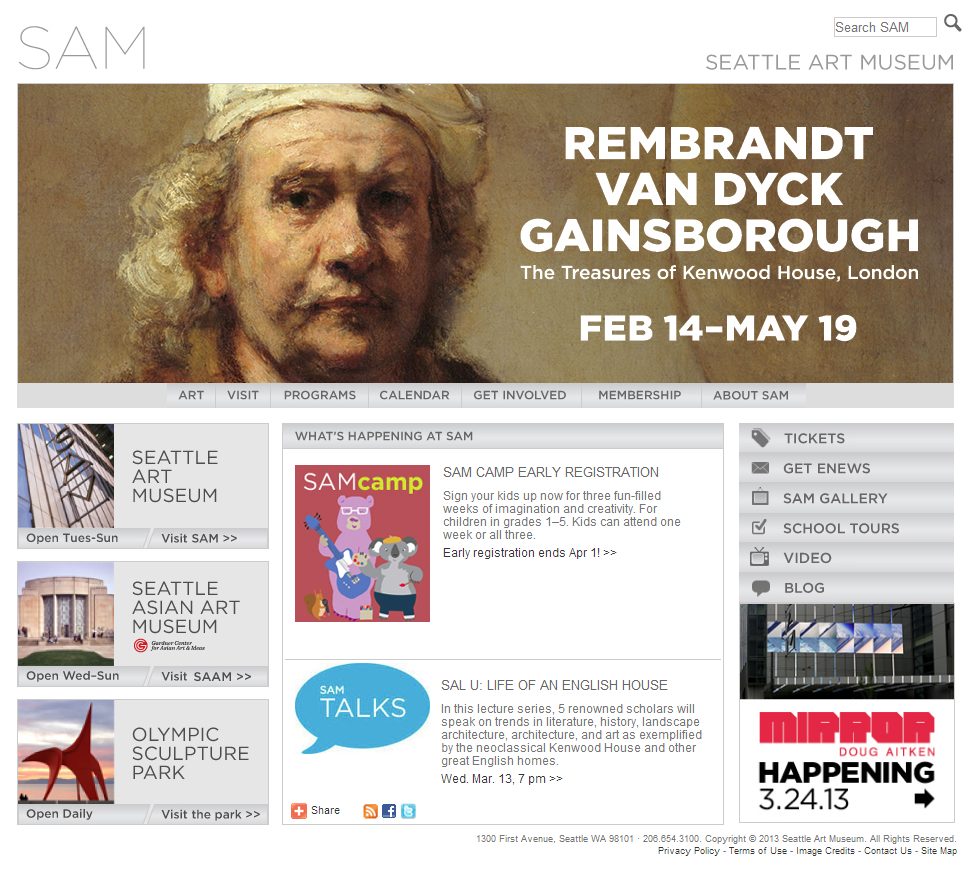 SAM
Search SAM
SEATTLE ART MUSEUM
REMBRANDT
VAN DYCK
GAINSBOROUGH
The Treasures of Kenwood House, London
FEB 14–MAY 19
ART VISIT PROGRAMS CALENDAR GET INVOLVED MEMBERSHIP ABOUT SAM
SAM
SEATTLE
ART
MUSEUM
Open Tues-Sun Visit SAM >>
SEATTLE
ASIAN ART
MUSEUM
Gardner Center
for Asian Art & Ideas
Open Wed–Sun Visit SAAM >>
OLYMPIC
SCULPTURE
PARK
Open Daily Visit the park >>
WHAT'S HAPPENING AT SAM
SAMcamp
SAM CAMP EARLY REGISTRATION
Sign your kids up now for three fun-filled
weeks of imagination and creativity. For
children in grades 1–5. Kids can attend one
week or all three.
Early registration ends Apr 1! >>
SAM
TALKS
SAL U: LIFE OF AN ENGLISH HOUSE
In this lecture series, 5 renowned scholars will
speak on trends in literature, history, landscape
architecture, architecture, and art as exemplified
by the neoclassical Kenwood House and other
great English homes.
Wed. Mar. 13, 7 pm >>
Share
TICKETS
GET ENEWS
SAM GALLERY
SCHOOL TOURS
VIDEO
BLOG
MIRROR
DOUG AITKEN
HAPPENING
3.24.13
1300 First Avenue, Seattle WA 98101 · 206.654.3100. Copyright © 2013 Seattle Art Museum. All Rights Reserved.
Privacy Policy - Terms of Use - Image Credits - Contact Us - Site Map